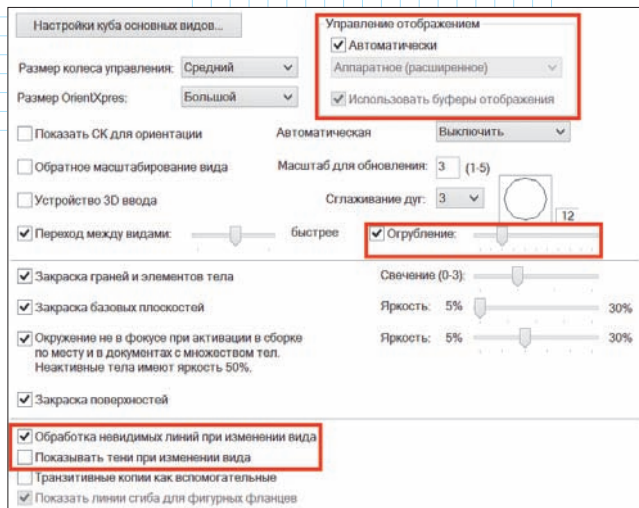 Настройки куба основных видов...
Управление отображением
Автоматически
Размер колеса управления: Средний
Аппаратное (расширенное)
Размер OrientXpres: Большой
Использовать буферы отображения
Показать СК для ориентации
Автоматическая Выключить
Обратное масштабирование вида
Масштаб для обновления: 3 (1-5)
Устройство 3D ввода
Сглаживание дуг: 3
12
Переход между видами: быстрее
Огрубление:
Закраска граней и элементов тела
Свечение (0-3):
Закраска базовых плоскостей
Яркость: 5% 30%
Окружение не в фокусе при активации в сборке
по месту и в документах с множеством тел.
Неактивные тела имеют яркость 50%.
Яркость: 5% 30%
Закраска поверхностей
Обработка невидимых линий при изменении вида
Показывать тени при изменении вида
Транзитивные копии как вспомогательные
Показать линии сгиба для фигурных фланцев